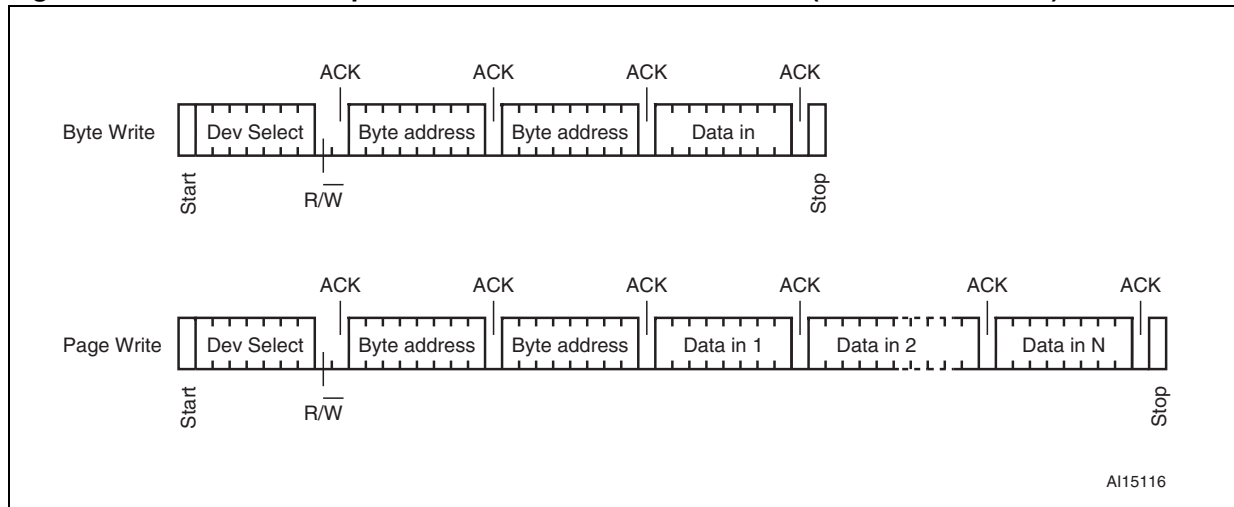 ACK ACK ACK ACK
Byte Write Dev Select Byte address Byte address Data in
Start R/W Stop
ACK ACK ACK ACK ACK ACK
Page Write Dev Select Byte address Byte address Data in 1 Data in 2 Data in N
Start R/W Stop
AI15116